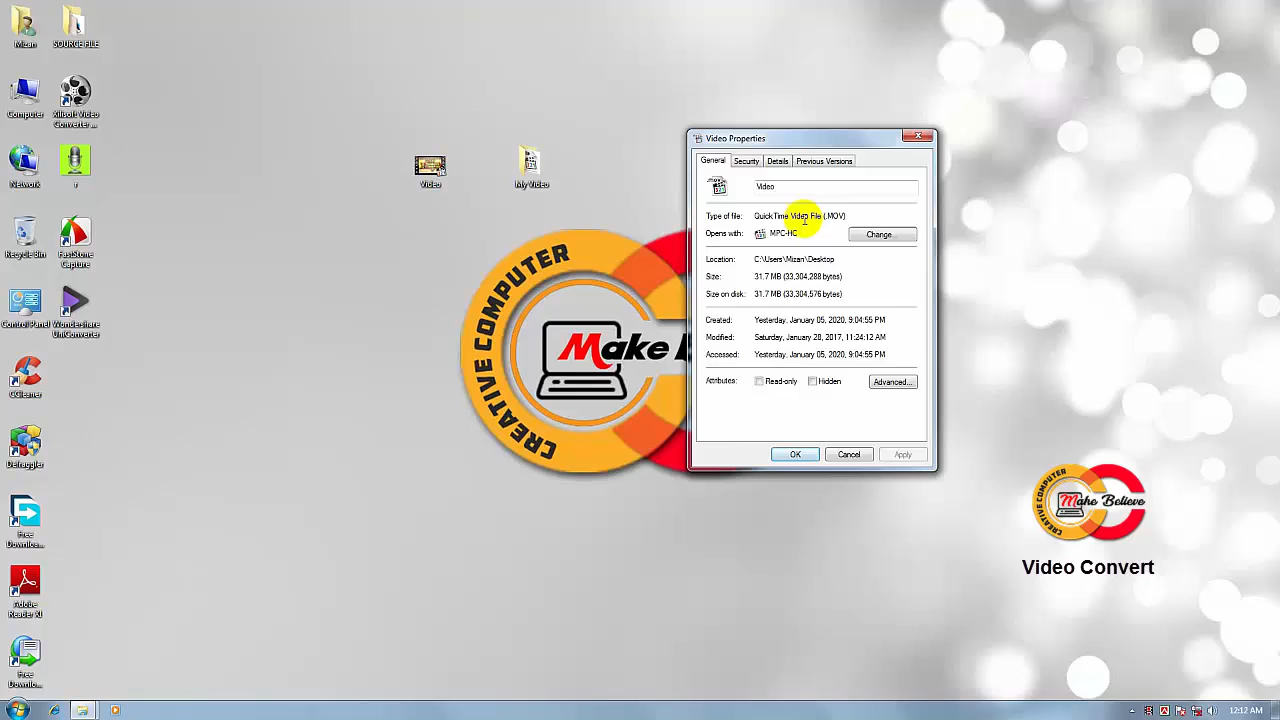 Mizan
SOURCE FILE
Computer
Xilisoft Video
Converter ...
Network
r
Recycle Bin
FastStone
Capture
Control Panel
Wondershare
UniConverter
CCleaner
Defraggler
Free
Downloa...
Adobe
Reader XI
Free
Downloa...
Video
My Video
CREATIVE COMPUTER
Make B
Video Properties
General
Security
Details
Previous Versions
Video
Type of file:
QuickTime Video File (.MOV)
Opens with:
MPC-HC
Change...
Location:
C:\Users\Mizan\Desktop
Size:
31.7 MB (33,304,288 bytes)
Size on disk:
31.7 MB (33,304,576 bytes)
Created:
Yesterday, January 05, 2020, 9:04:55 PM
Modified:
Saturday, January 28, 2017, 11:24:12 AM
Accessed:
Yesterday, January 05, 2020, 9:04:55 PM
Attributes:
Read-only
Hidden
Advanced...
OK
Cancel
Apply
CREATIVE COMPUTER
Make Believe
Video Convert
12:12 AM